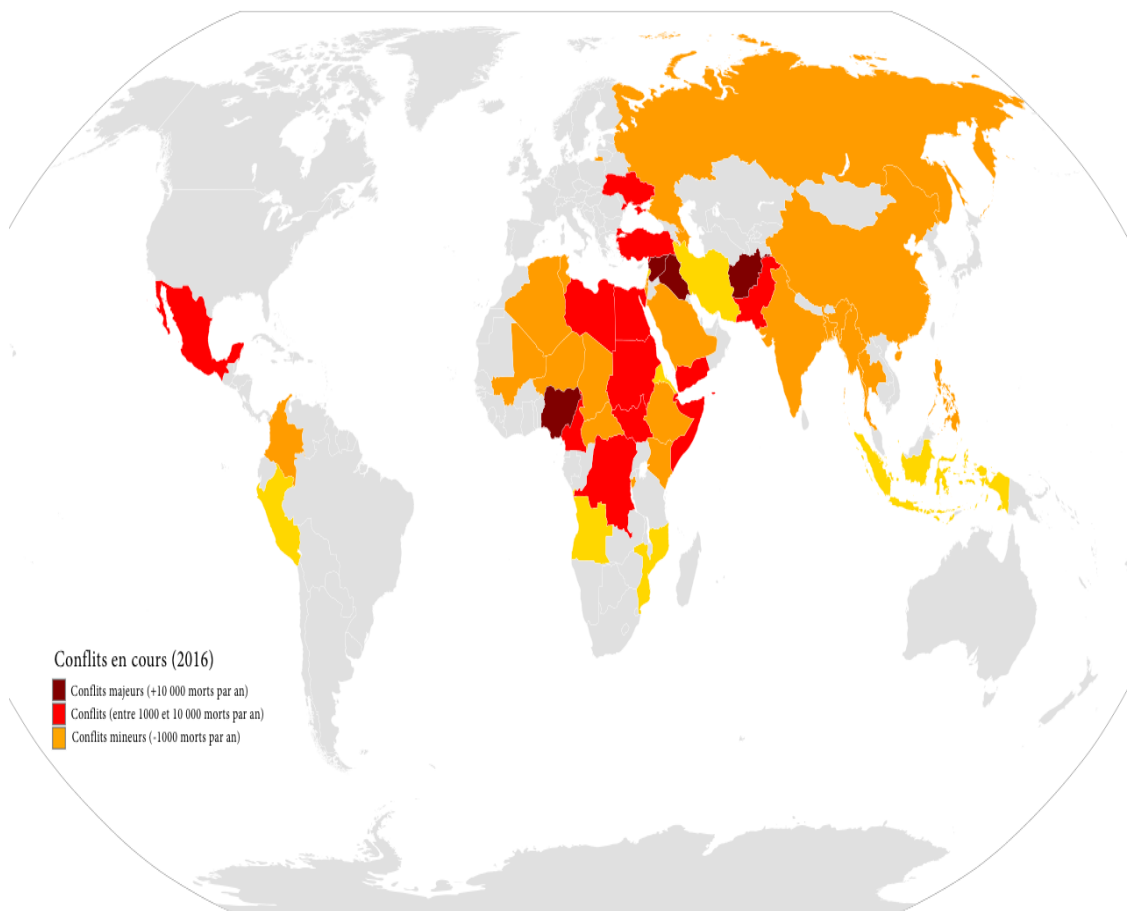 Conflits en cours (2016)
Conflits majeurs (+10 000 morts par an)
Conflits (entre 1000 et 10 000 morts par an)
Conflits mineurs (-1000 morts par an)